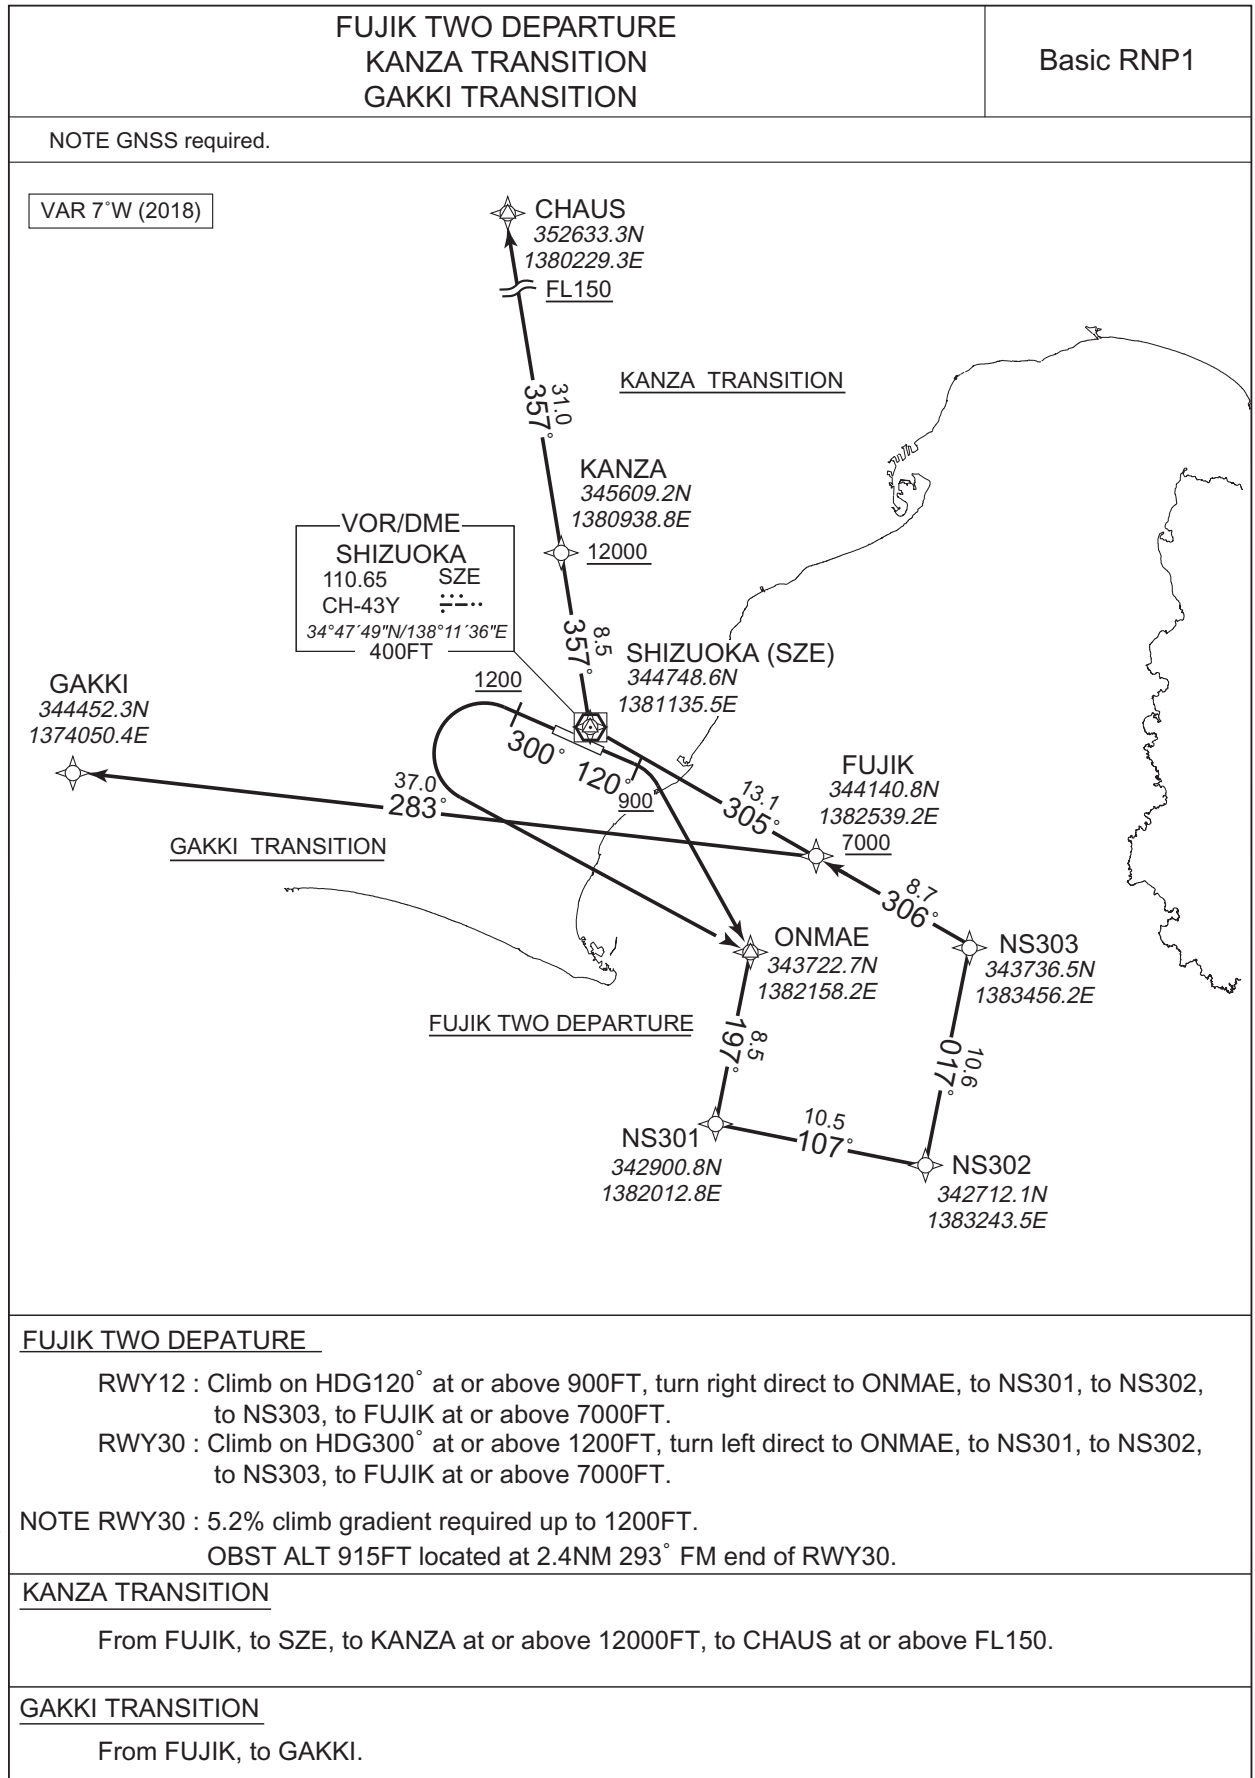 FUJIK TWO DEPARTURE
KANZA TRANSITION
GAKKI TRANSITION
Basic RNP1
NOTE GNSS required.
VAR 7°W (2018)
CHAUS
352633.3N
1380229.3E
FL150
KANZA TRANSITION
31.0
357°
KANZA
345609.2N
1380938.8E
12000
VOR/DME
SHIZUOKA
110.65 SZE
CH-43Y
34°47´49"N/138°11´36"E
400FT
8.5
357°
SHIZUOKA (SZE)
344748.6N
1381135.5E
GAKKI
344452.3N
1374050.4E
1200
300°
120°
900
37.0
283°
GAKKI TRANSITION
13.1
305°
FUJIK
344140.8N
1382539.2E
7000
8.7
306°
ONMAE
343722.7N
1382158.2E
NS303
343736.5N
1383456.2E
FUJIK TWO DEPARTURE
8.5
197°
10.6
017°
NS301
342900.8N
1382012.8E
10.5
107°
NS302
342712.1N
1383243.5E
FUJIK TWO DEPATURE
RWY12 : Climb on HDG120° at or above 900FT, turn right direct to ONMAE, to NS301, to NS302,
to NS303, to FUJIK at or above 7000FT.
RWY30 : Climb on HDG300° at or above 1200FT, turn left direct to ONMAE, to NS301, to NS302,
to NS303, to FUJIK at or above 7000FT.
NOTE RWY30 : 5.2% climb gradient required up to 1200FT.
OBST ALT 915FT located at 2.4NM 293° FM end of RWY30.
KANZA TRANSITION
From FUJIK, to SZE, to KANZA at or above 12000FT, to CHAUS at or above FL150.
GAKKI TRANSITION
From FUJIK, to GAKKI.